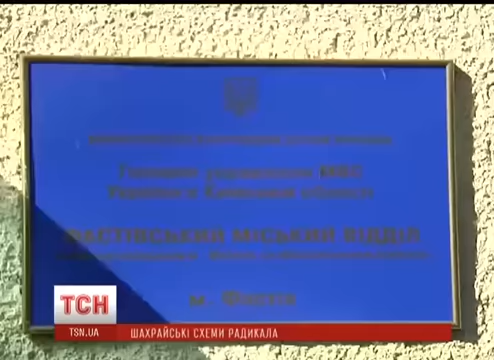 Головне управління МВС
України в Київській області
ФАСТІВСЬКИЙ МІСЬКИЙ ВІДДІЛ
м. Фастів
ТСН
TSN.UA
ШАХРАЙСЬКІ СХЕМИ РАДИКАЛА